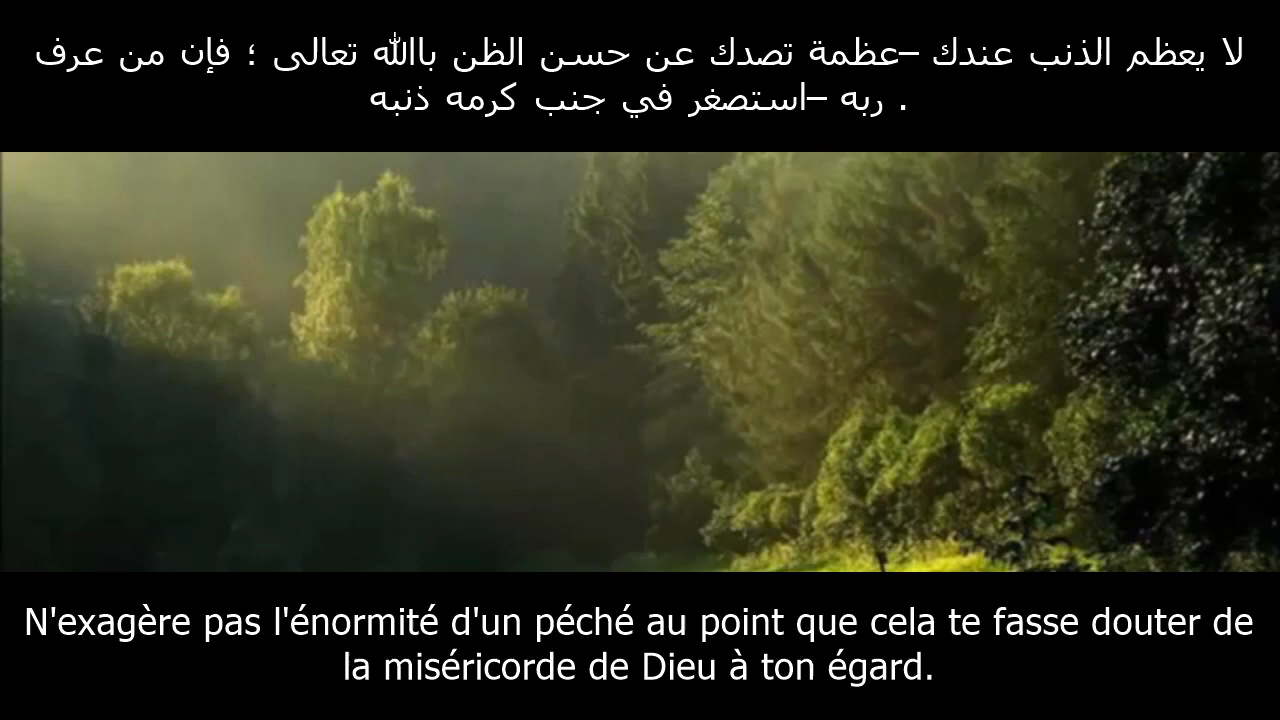 لا يعظم الذنب عندك –عظمة تصدك عن حسن الظن باالله تعالى ؛ فإن من عرف
ربه –استصغر في جنب كرمه ذنبه .
N'exagère pas l'énormité d'un péché au point que cela te fasse douter de
la miséricorde de Dieu à ton égard.